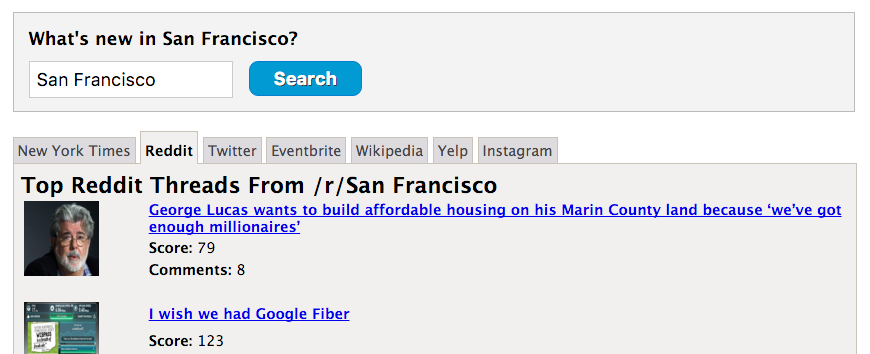 What's new in San Francisco?
San Francisco
Search
New York Times
Reddit
Twitter
Eventbrite
Wikipedia
Yelp
Instagram
Top Reddit Threads From /r/San Francisco
George Lucas wants to build affordable housing on his Marin County land because ‘we’ve got
enough millionaires’
Score: 79
Comments: 8
I wish we had Google Fiber
Score: 123